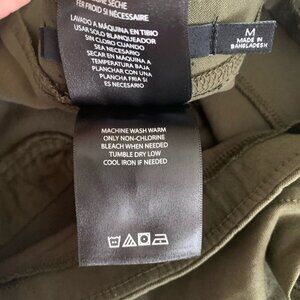 FER FROID SI NÉCESSAIRE
LAVADO A MÁQUINA EN TIBIO
USAR SOLO BLANQUEADOR
SIN CLORO CUANDO
SEA NECESARIO
SECAR EN MÁQUINA A
TEMPERATURA BAJA
PLANCHAR CON UNA
PLANCHA FRÍA SI
ES NECESARIO
M
MADE IN
BANGLADESH
MACHINE WASH WARM
ONLY NON-CHLORINE
BLEACH WHEN NEEDED
TUMBLE DRY LOW
COOL IRON IF NEEDED